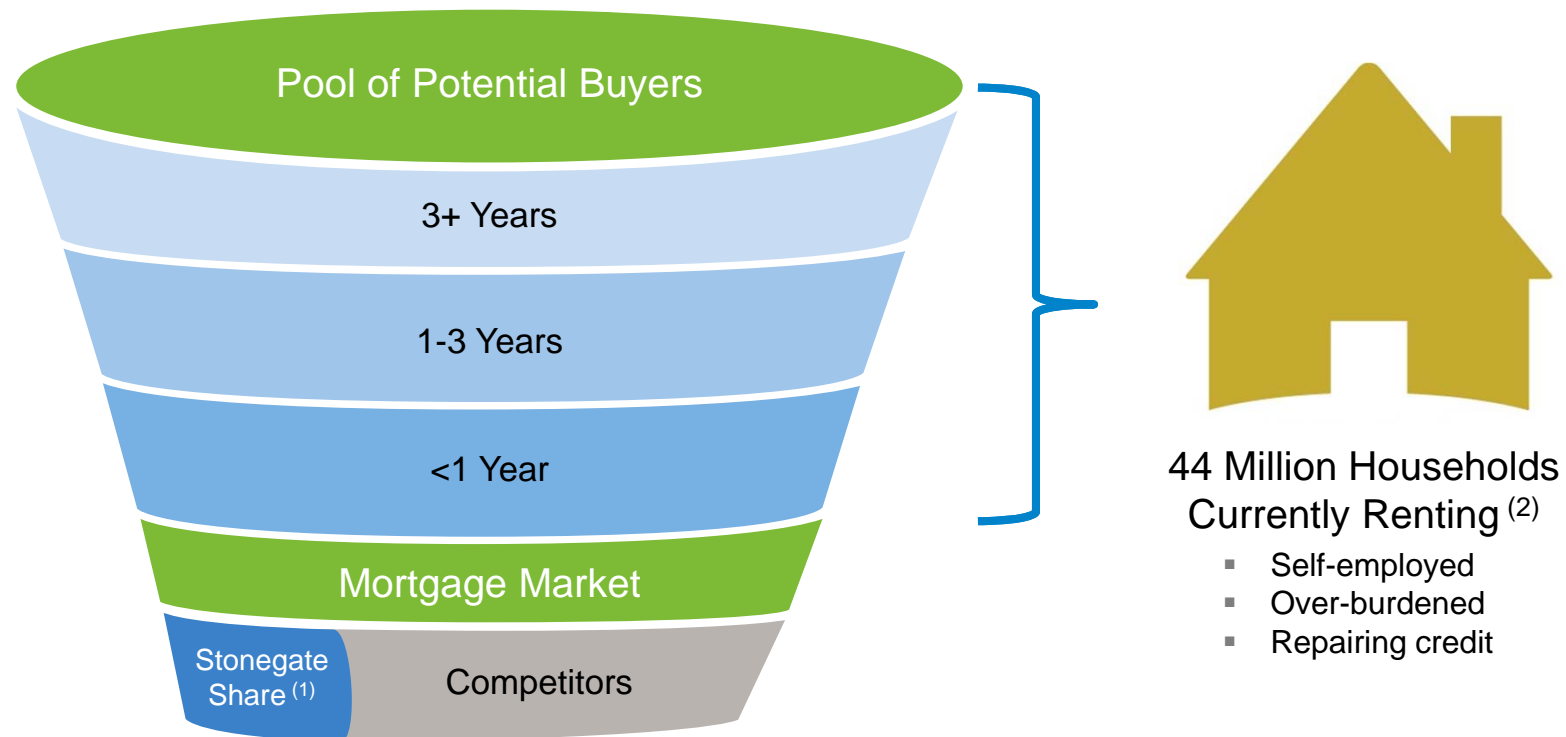 Pool of Potential Buyers
3+ Years
1-3 Years
<1 Year
Mortgage Market
Stonegate
Share (1)
Competitors
44 Million Households
Currently Renting (2)
▪ Self-employed
▪ Over-burdened
▪ Repairing credit